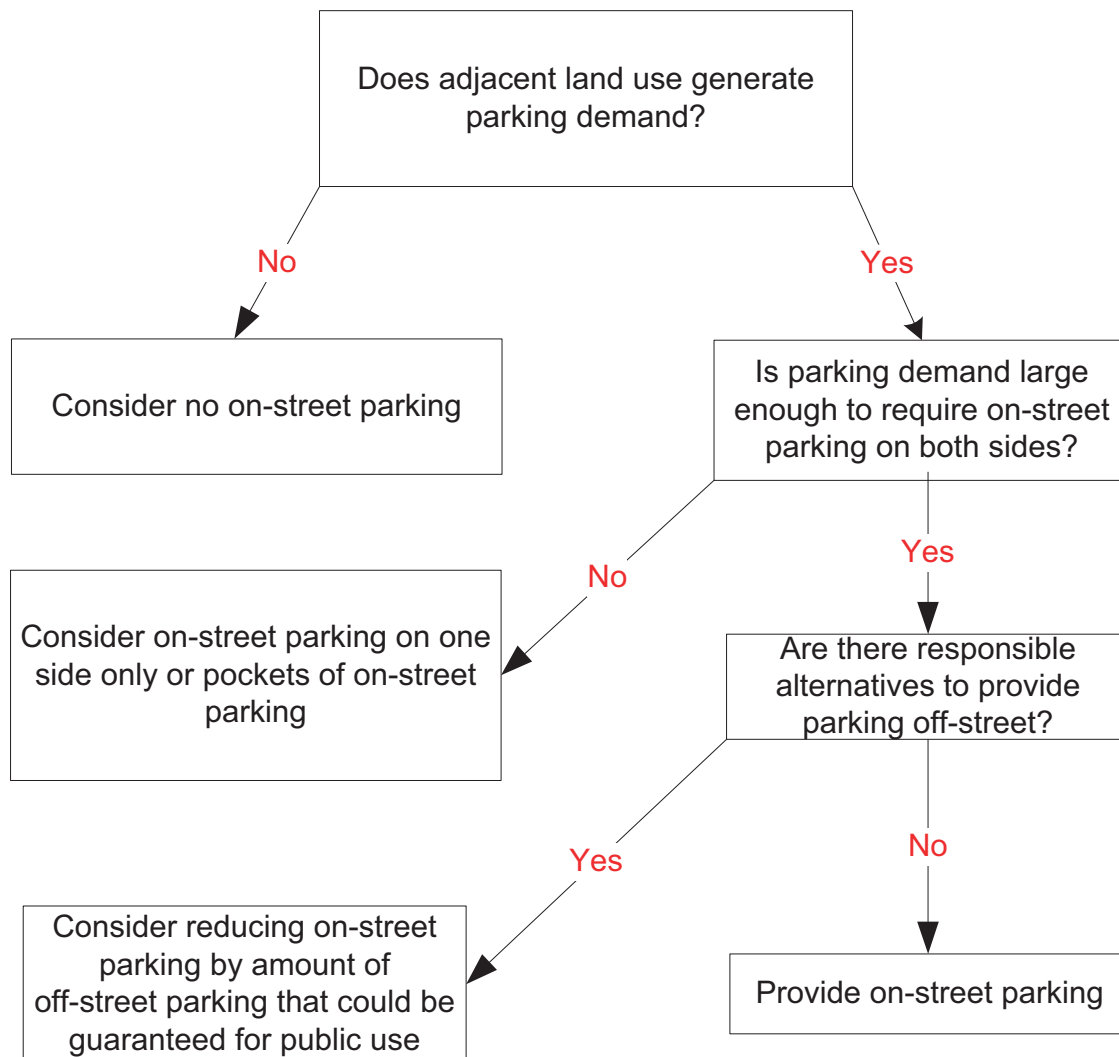 Does adjacent land use generate
parking demand?
No
Yes
Consider no on-street parking
Is parking demand large
enough to require on-street
parking on both sides?
No
Yes
Consider on-street parking on one
side only or pockets of on-street
parking
Are there responsible
alternatives to provide
parking off-street?
Yes
No
Consider reducing on-street
parking by amount of
off-street parking that could be
guaranteed for public use
Provide on-street parking